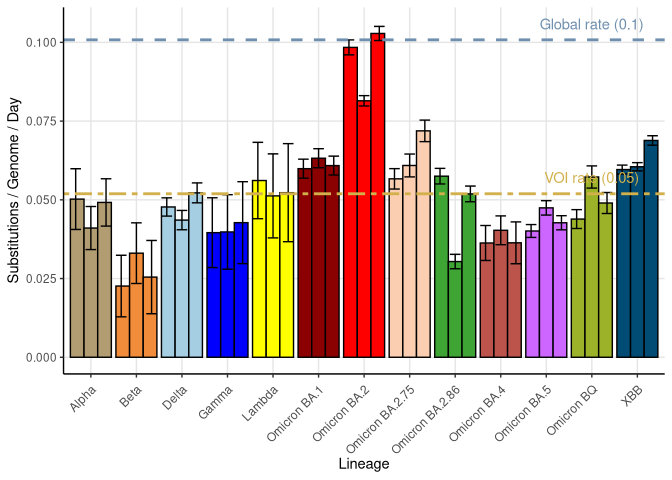 Global rate (0.1)
VOI rate (0.05)
Substitutions / Genome / Day
0.100
0.075
0.050
0.025
0.000
Alpha
Beta
Delta
Gamma
Lambda
Omicron BA.1
Omicron BA.2
Omicron BA.2.75
Omicron BA.2.86
Omicron BA.4
Omicron BA.5
Omicron BQ
XBB
Lineage